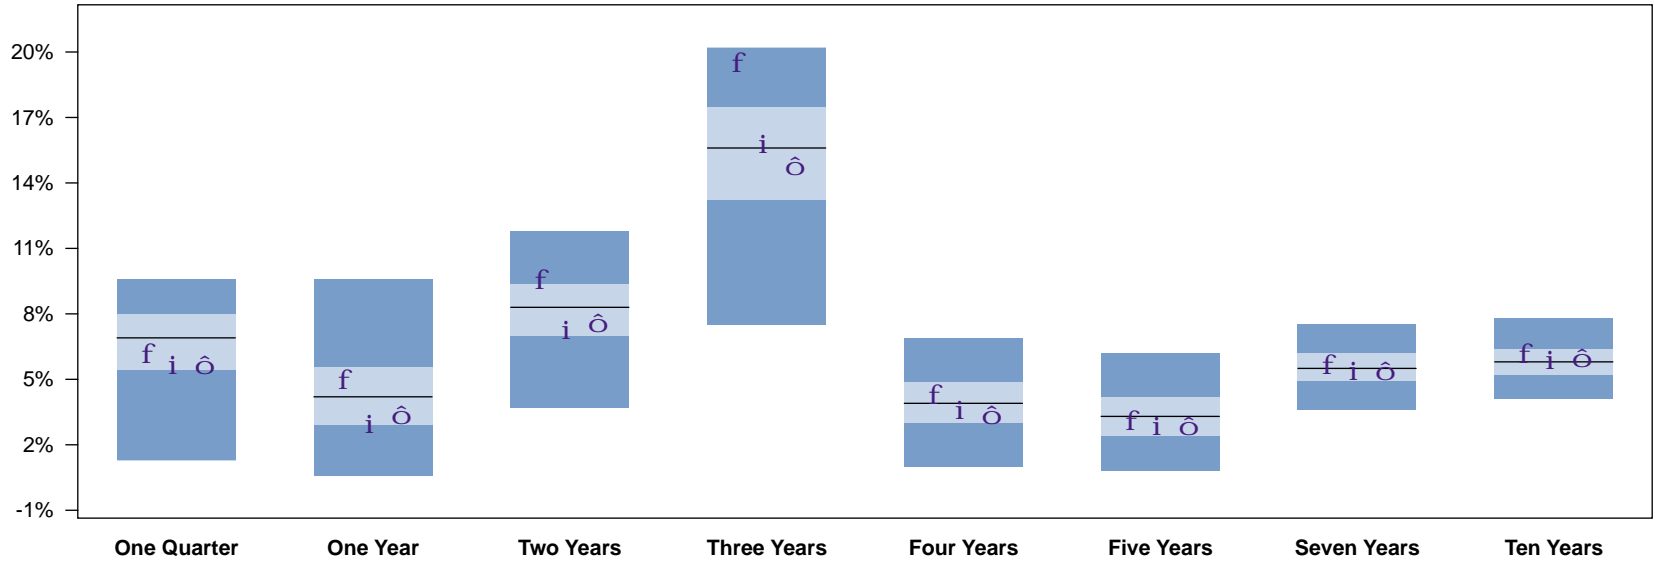 20%
f
17%
i
ô
14%
11%
f
8%
i ô
f i ô
5%
f
i ô
f i ô
f i ô
f i ô
f i ô
2%
-1%
One Quarter One Year Two Years Three Years Four Years Five Years Seven Years Ten Years